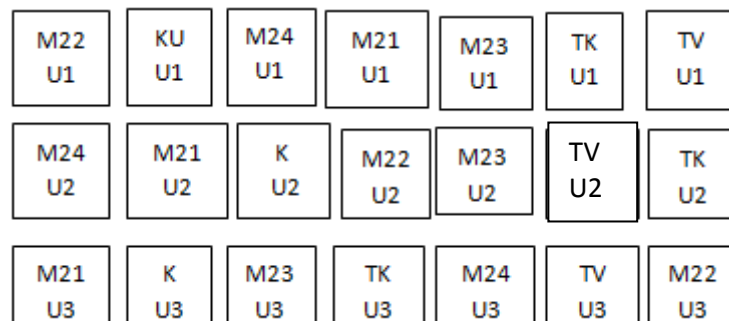 M22 KU M24 M21 M23 TK TV
U1 U1 U1 U1 U1 U1 U1
M24 M21 K M22 M23 TV TK
U2 U2 U2 U2 U2 U2 U2
M21 K M23 TK M24 TV M22
U3 U3 U3 U3 U3 U3 U3